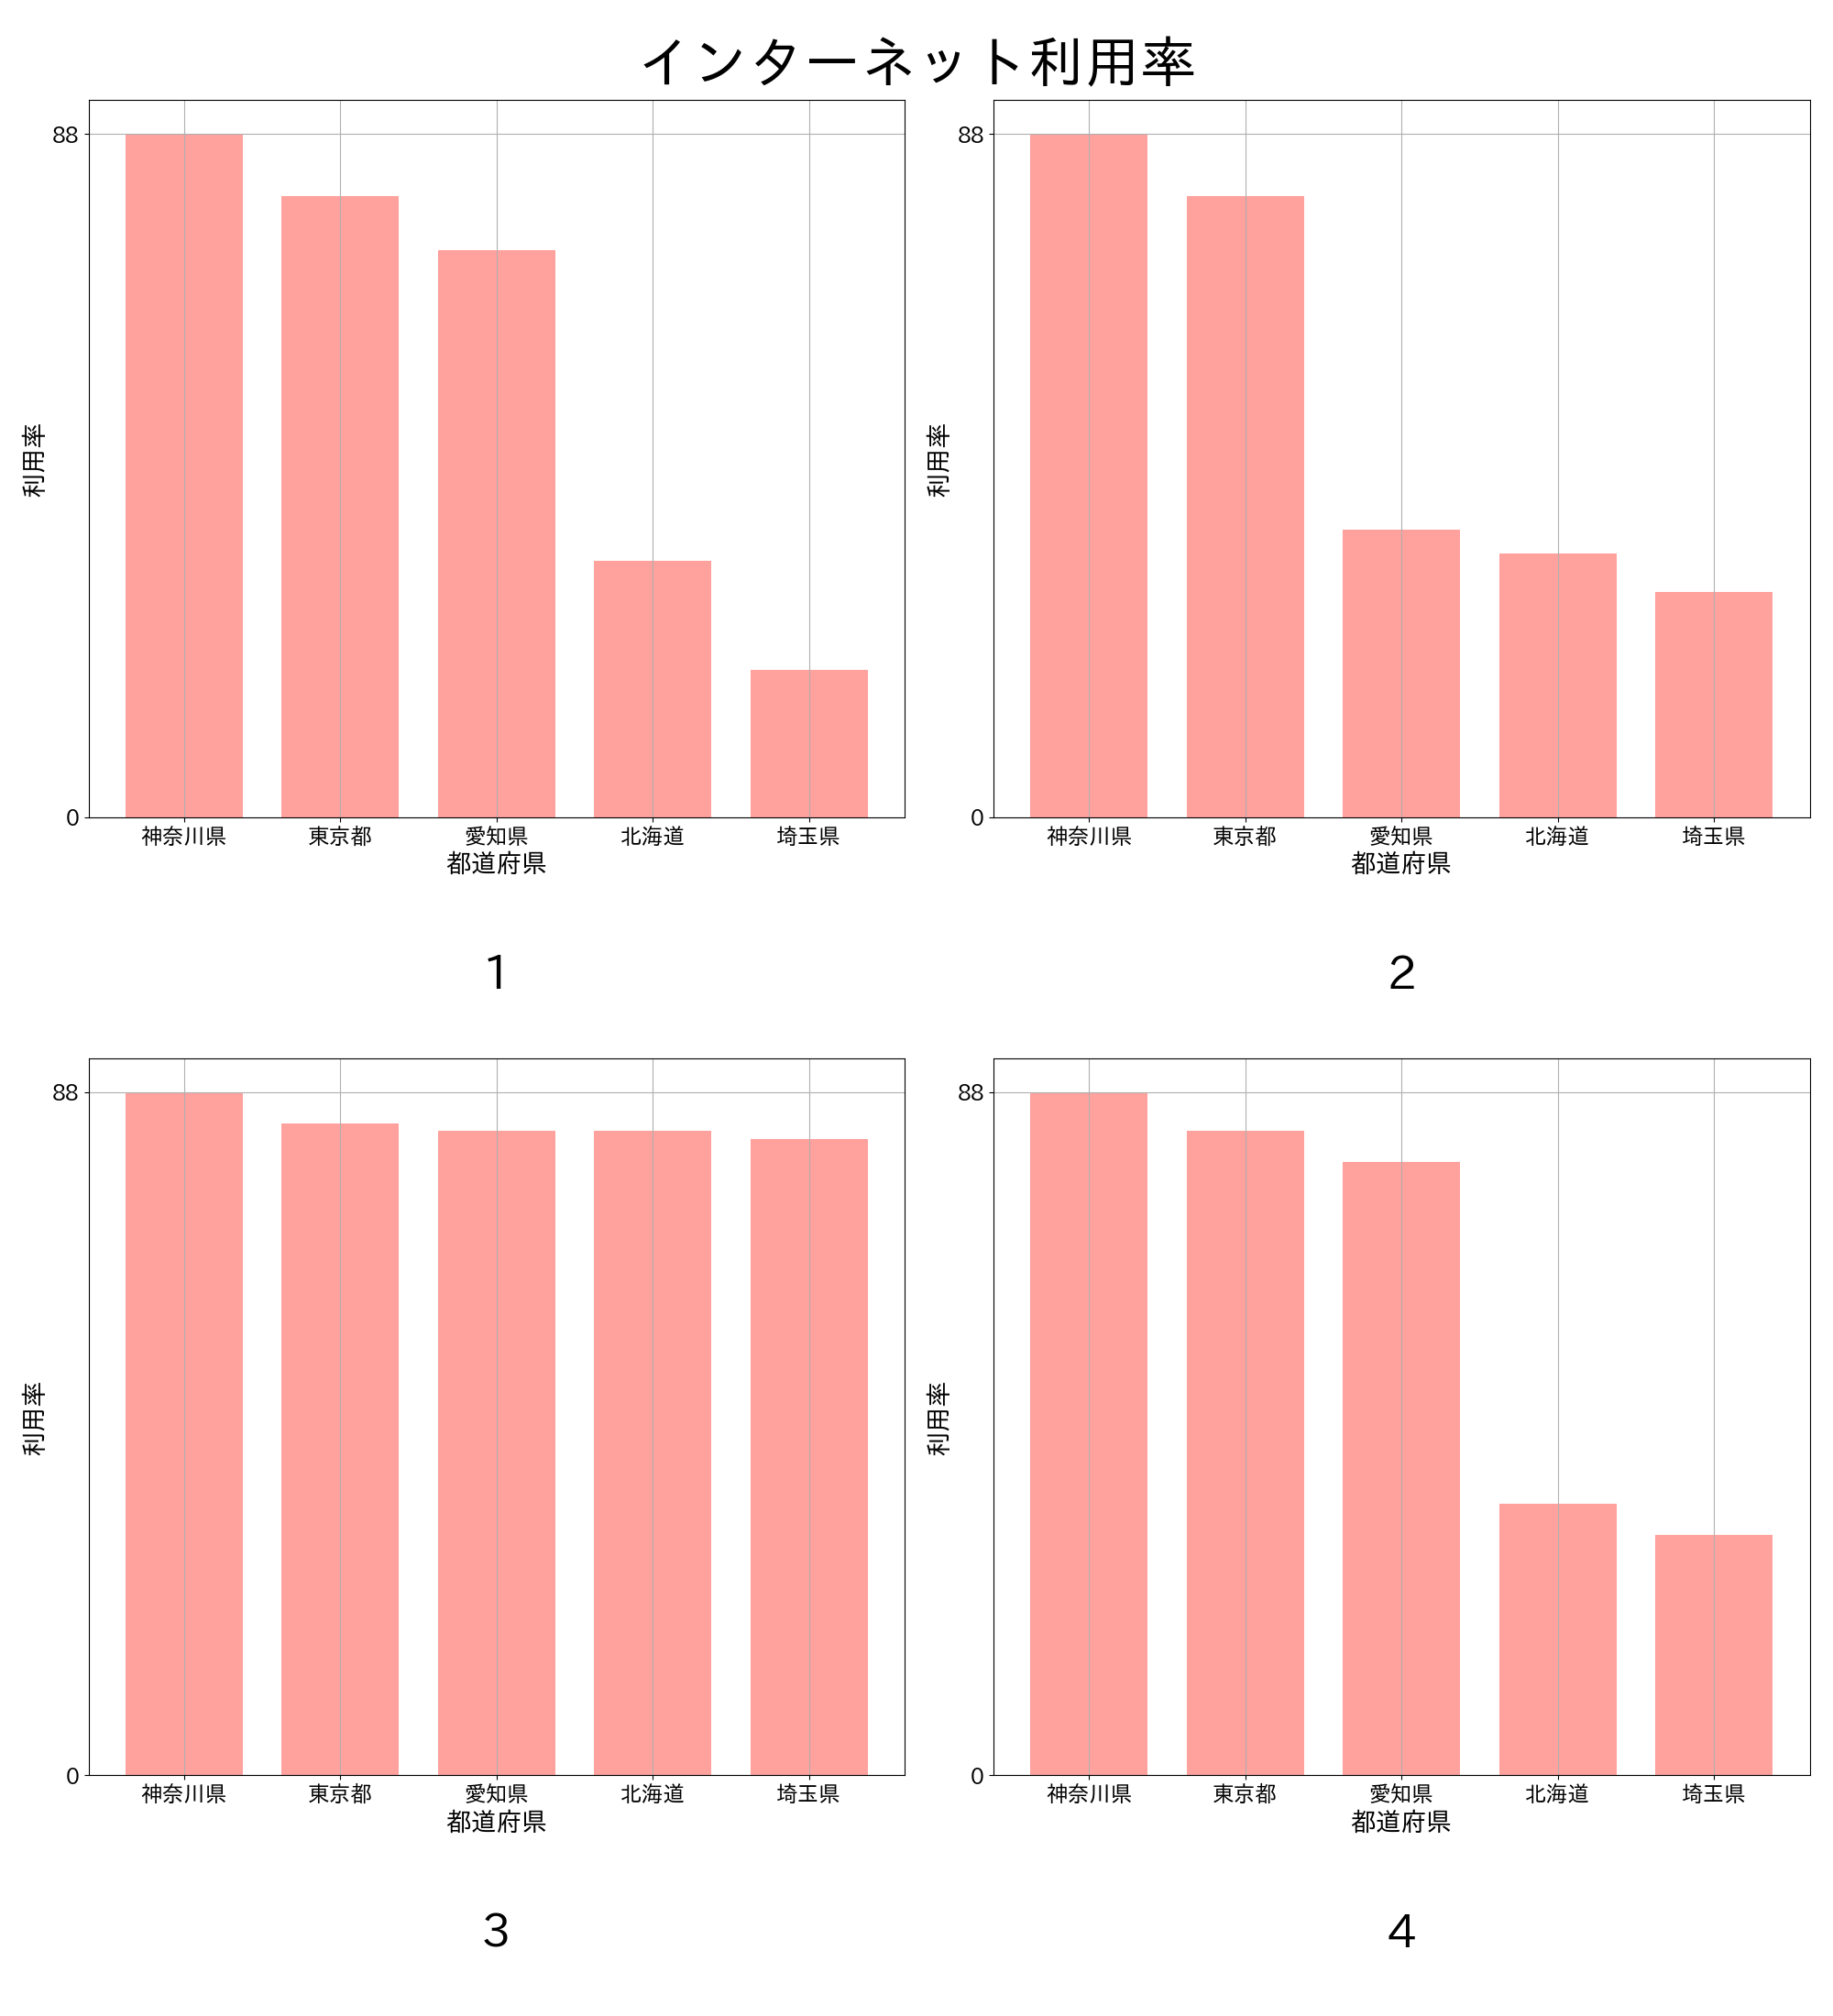 インターネット利用率
88
0
利用率
神奈川県 東京都 愛知県 北海道 埼玉県
都道府県
1
88
0
利用率
神奈川県 東京都 愛知県 北海道 埼玉県
都道府県
2
88
0
利用率
神奈川県 東京都 愛知県 北海道 埼玉県
都道府県
3
88
0
利用率
神奈川県 東京都 愛知県 北海道 埼玉県
都道府県
4